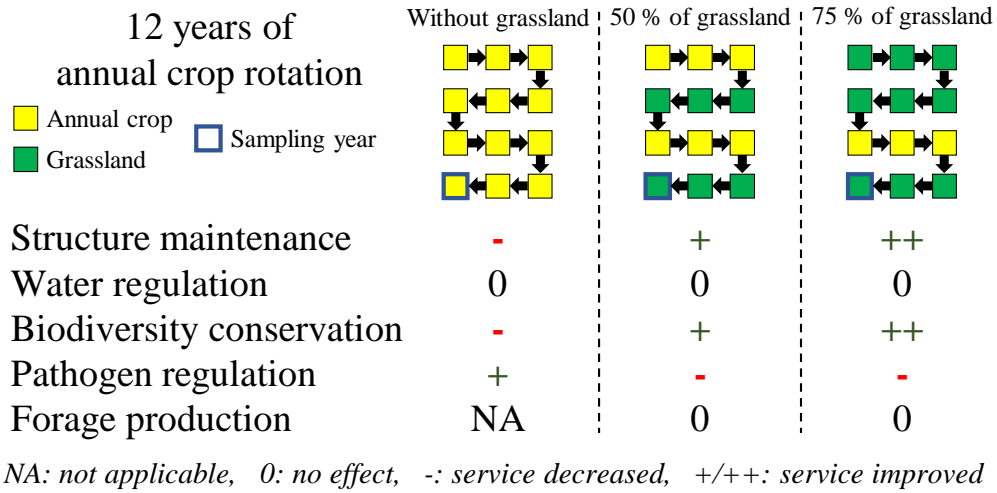 Without grassland 50 % of grassland 75 % of grassland
12 years of
annual crop rotation
Annual crop
Sampling year
Grassland
Structure maintenance - + ++
Water regulation 0 0 0
Biodiversity conservation - + ++
Pathogen regulation + - -
Forage production NA 0 0
NA: not applicable, 0: no effect, -: service decreased, +/++: service improved